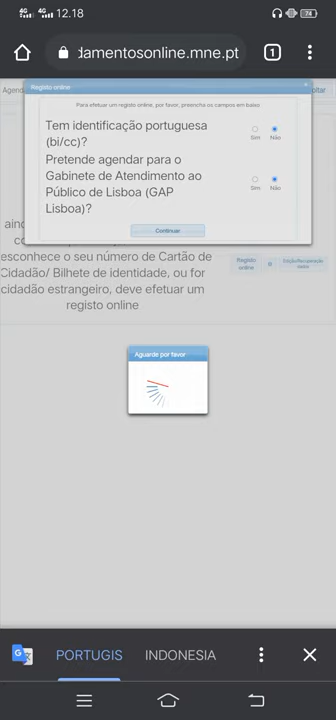 4G 4G 12.18 74
damentosonline.mne.pt 1
Agend
Registo online
Para efetuar um registo online, por favor, preencha os campos em baixo
Tem identificação portuguesa
(bi/cc)?
Sim Não
Pretende agendar para o
Gabinete de Atendimento ao
Público de Lisboa (GAP
Lisboa)?
Sim Não
Continuar
esconhece o seu número de Cartão de
Cidadão/ Bilhete de identidade, ou for
cidadão estrangeiro, deve efetuar um
registo online
Registo
online
Aguarde por favor
PORTUGIS INDONESIA